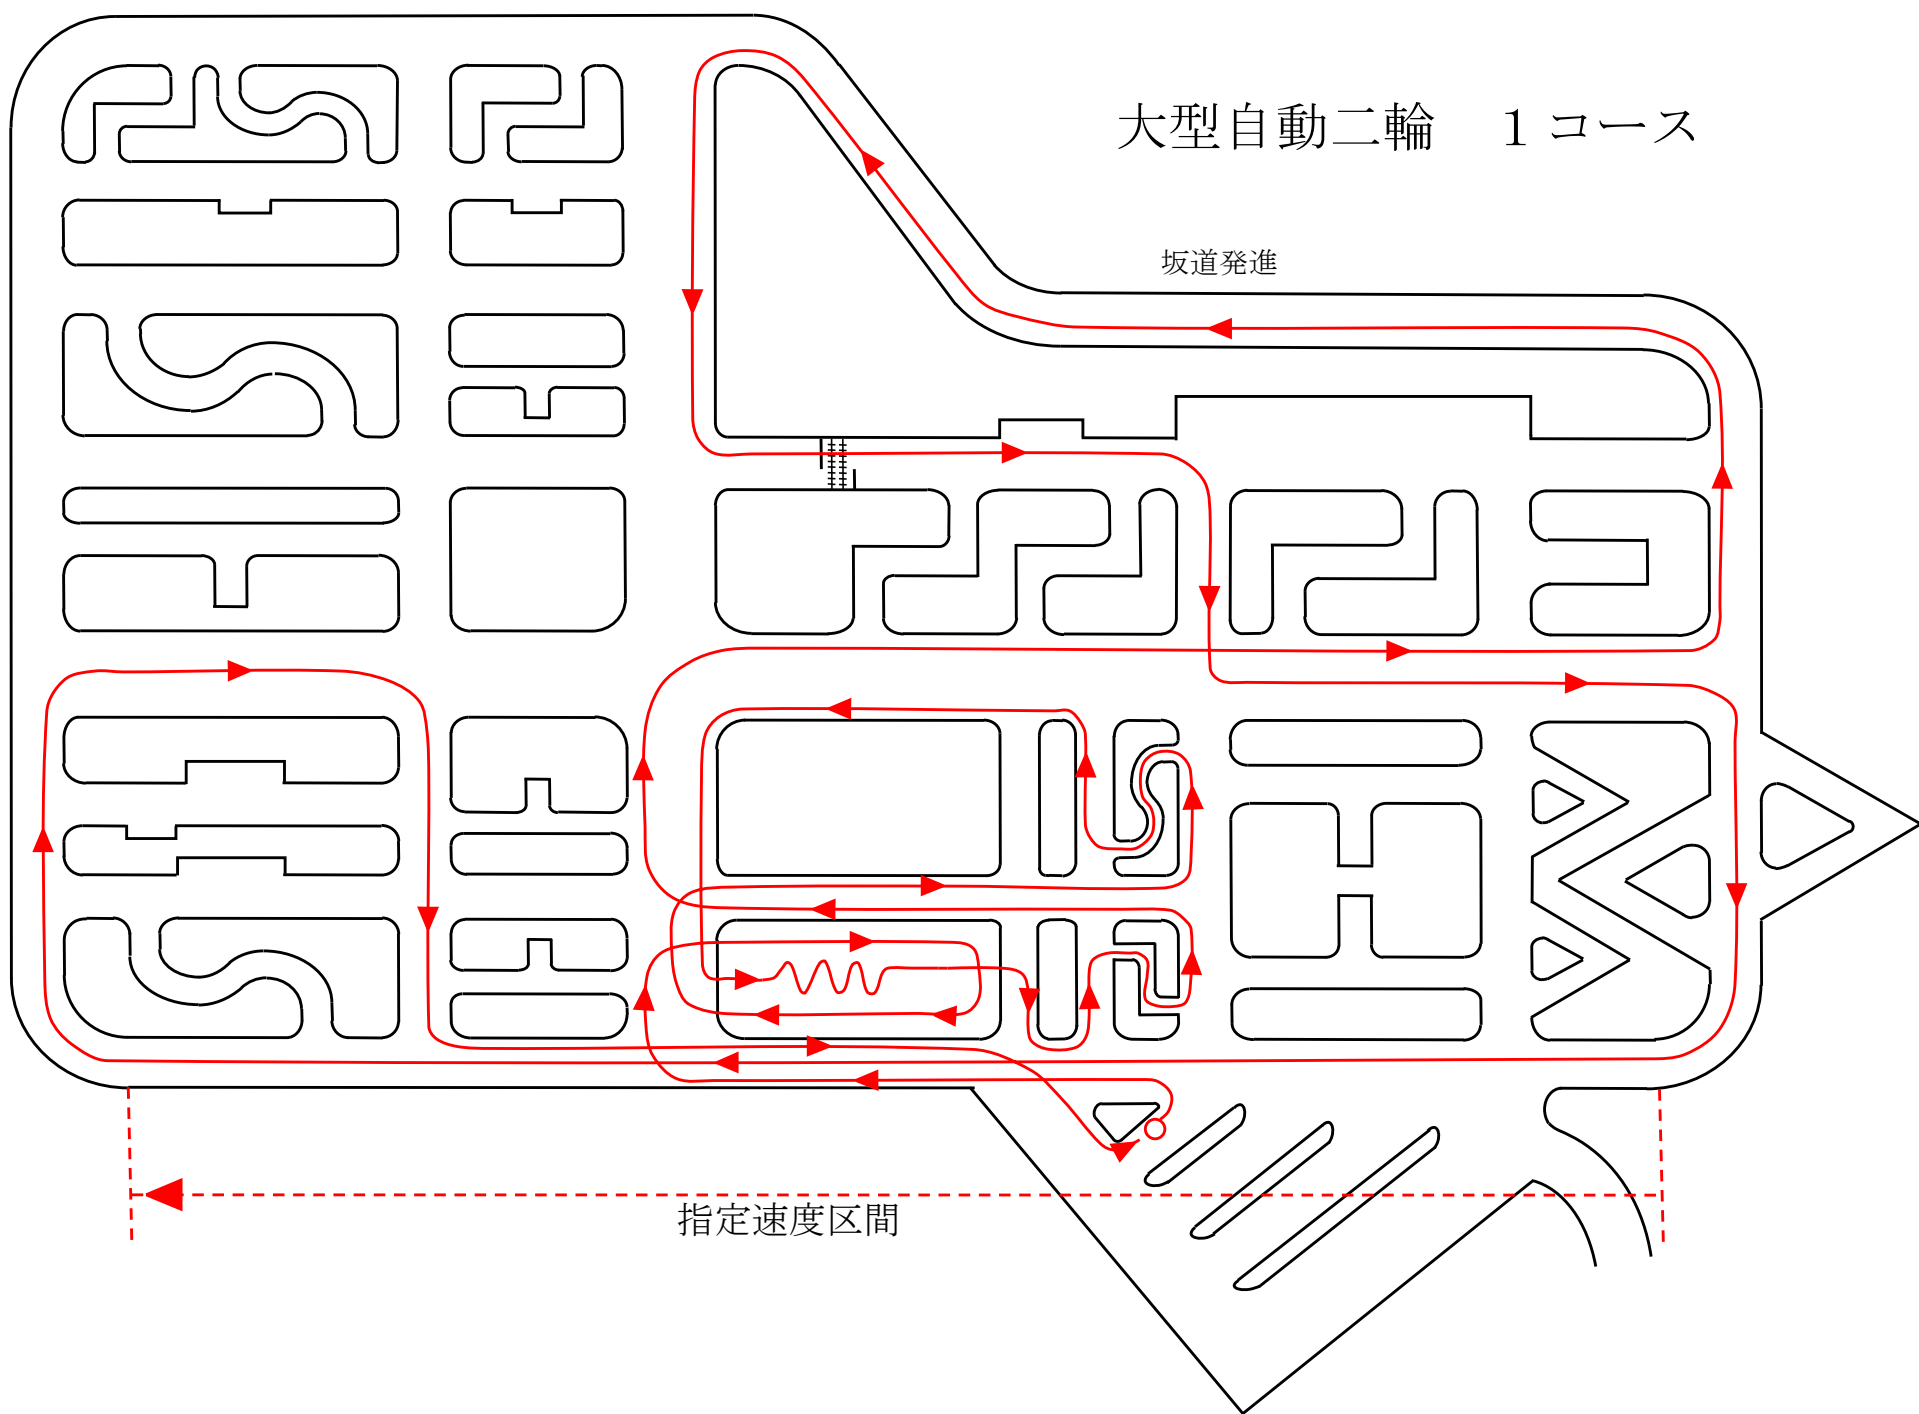 大型自動二輪　1コース
坂道発進
指定速度区間